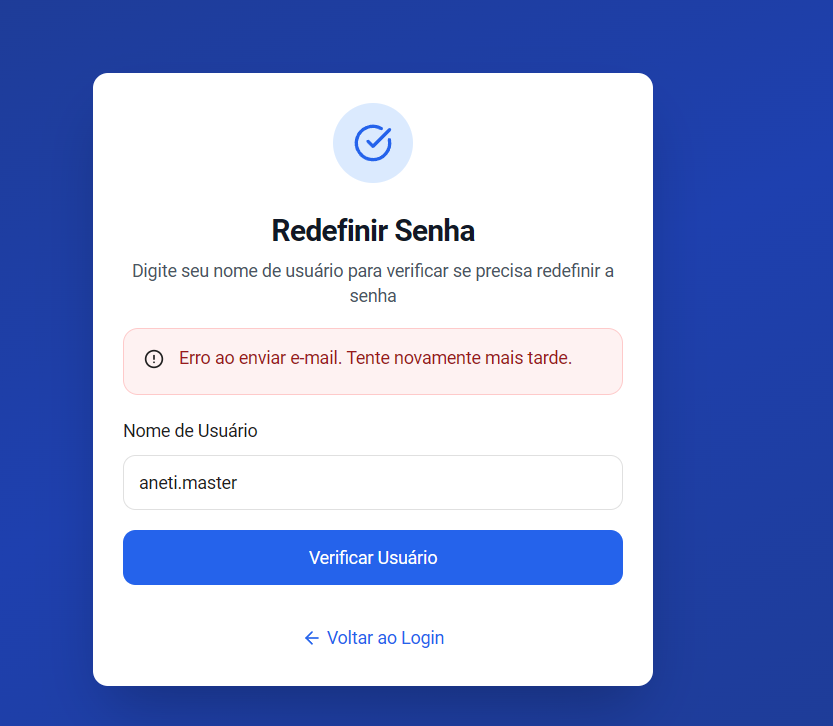 Redefinir Senha
Digite seu nome de usuário para verificar se precisa redefinir a
senha
Erro ao enviar e-mail. Tente novamente mais tarde.
Nome de Usuário
aneti.master
Verificar Usuário
Voltar ao Login